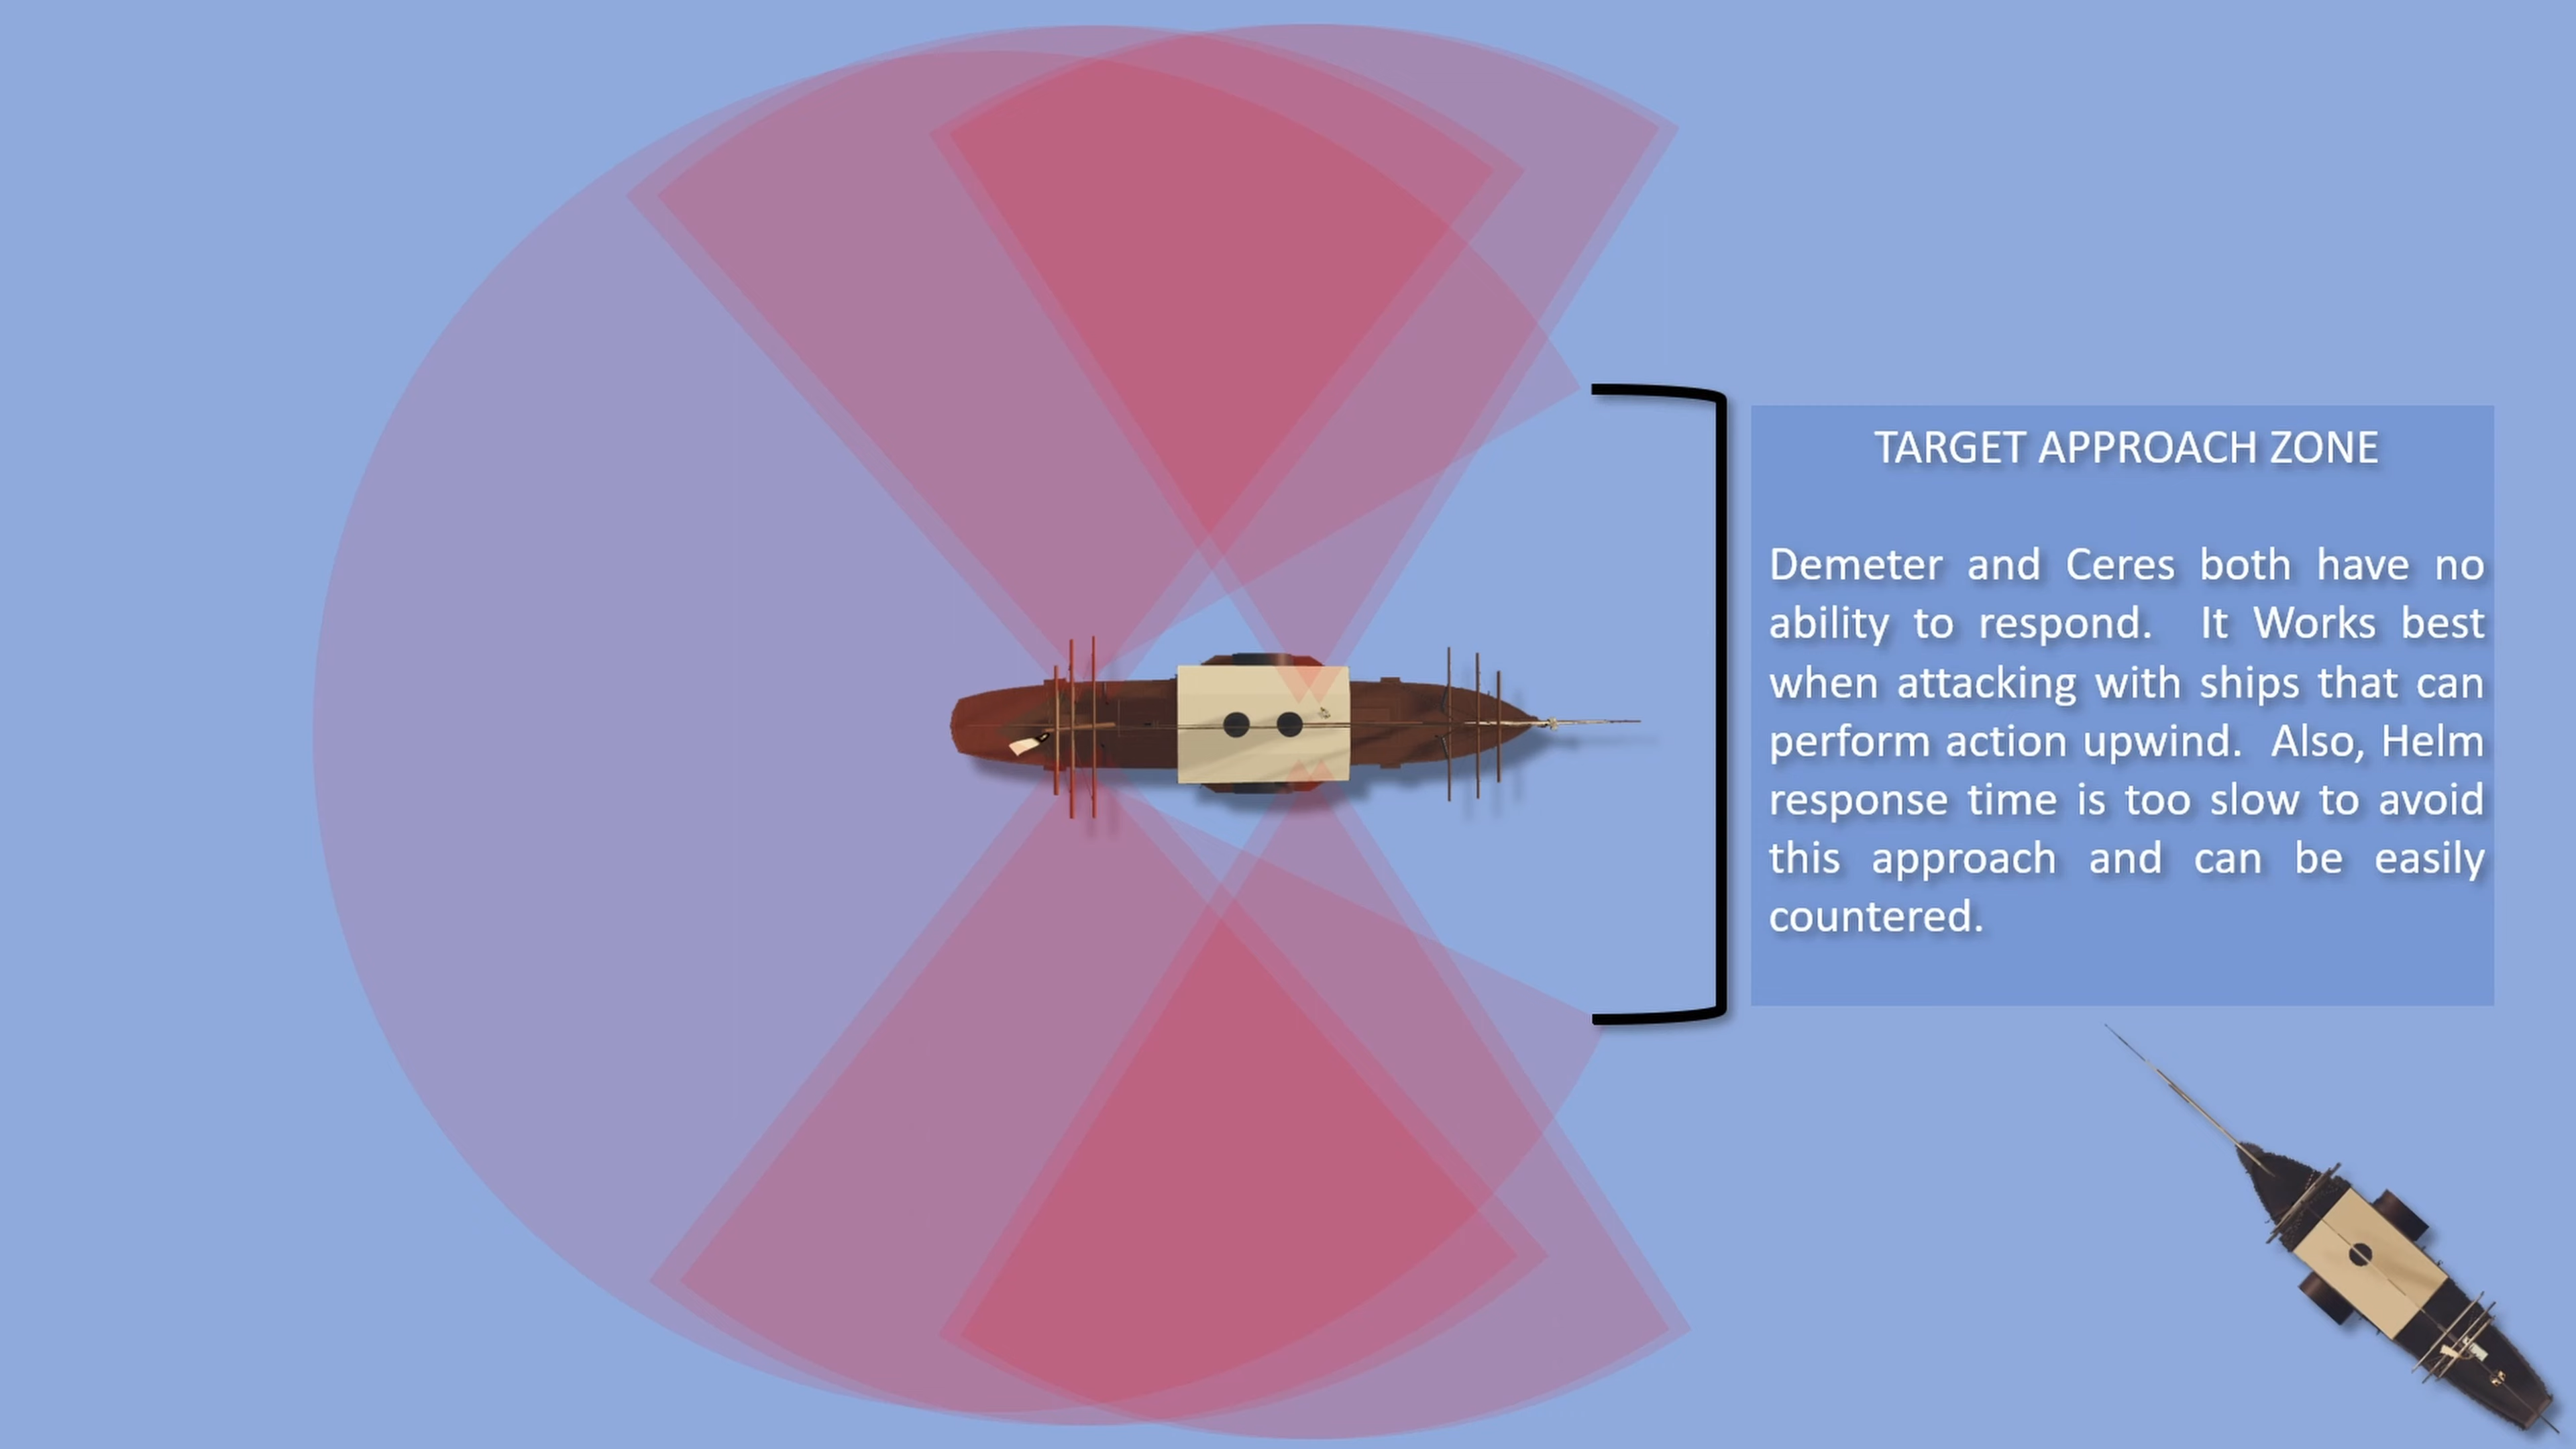 TARGET APPROACH ZONE
Demeter and Ceres both have no
ability to respond. It Works best
when attacking with ships that can
perform action upwind. Also, Helm
response time is too slow to avoid
this approach and can be easily
countered.